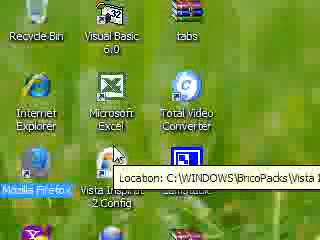 Recycle Bin
Visual Basic
6.0
tabs
Internet
Explorer
Microsoft
Excel
Total Video
Converter
Mozilla Firefox
Vista Inspirat
2 Config
Location: C:\WINDOWS\BricoPacks\Vista I